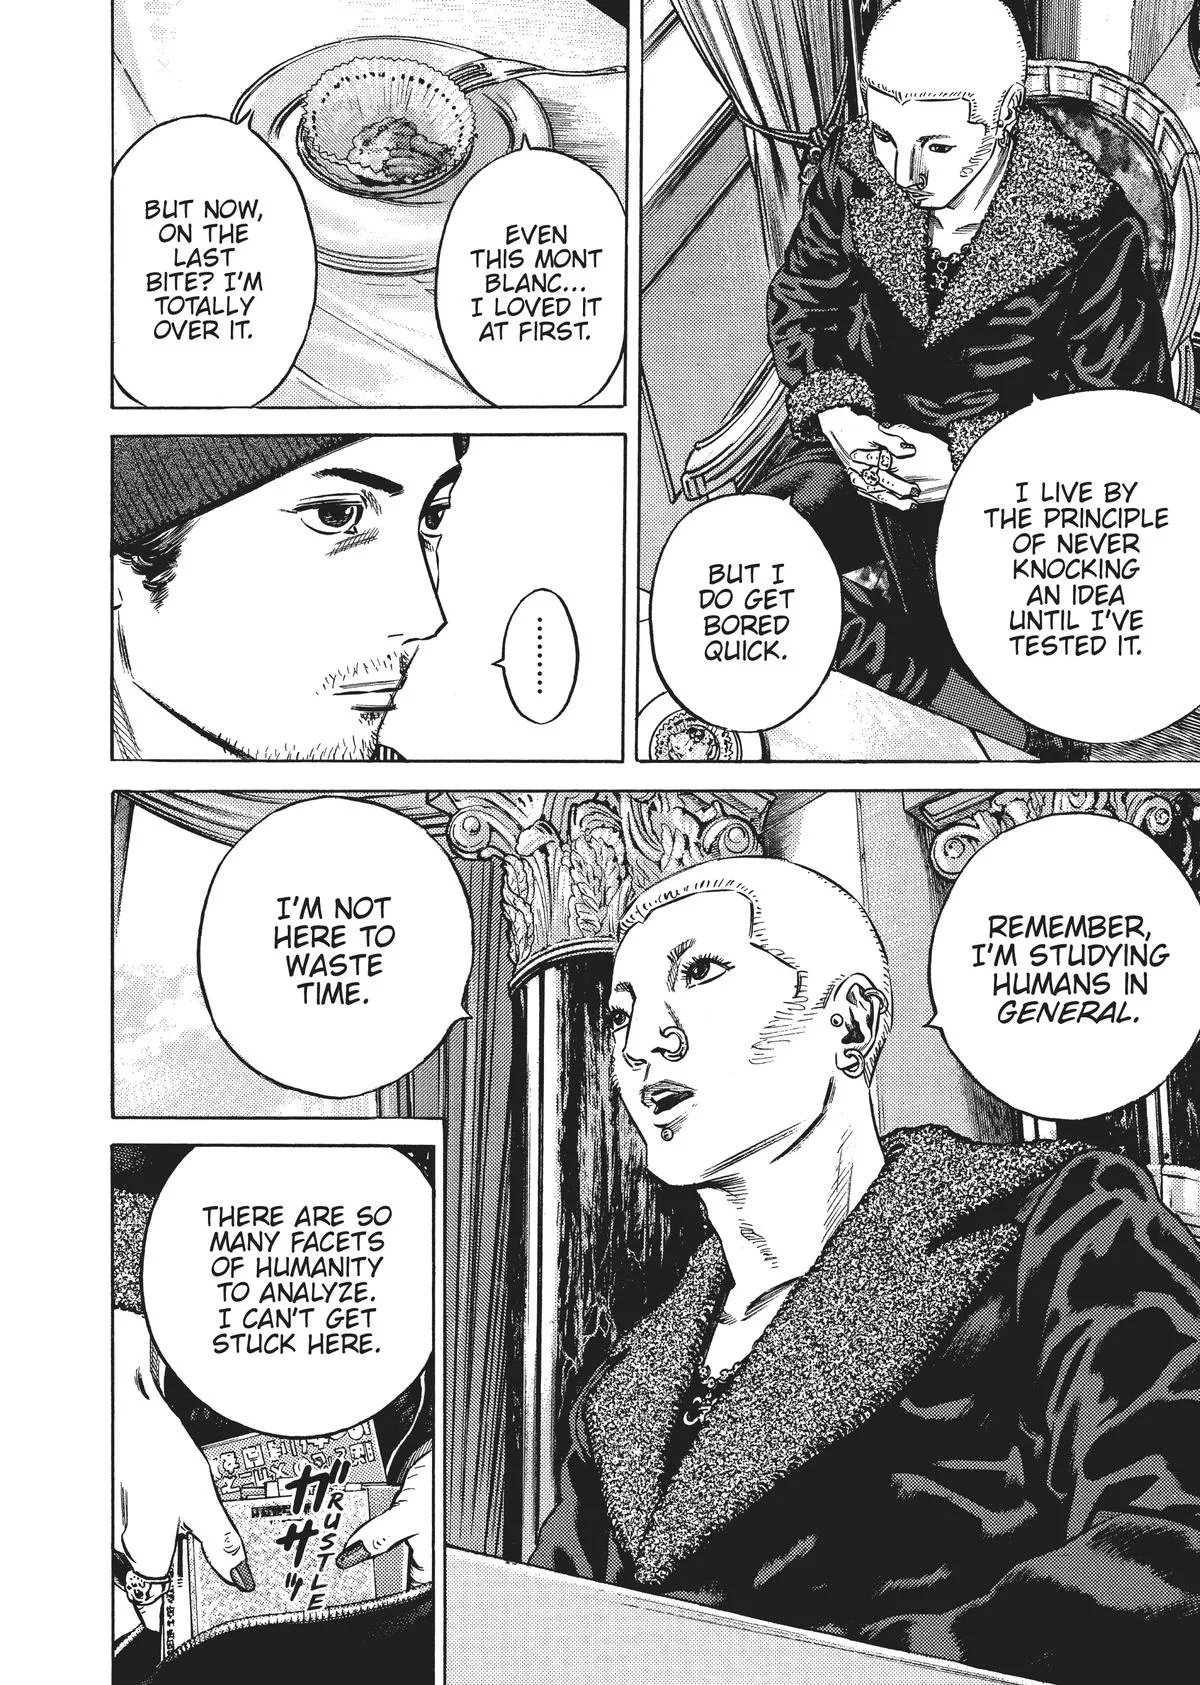 I LIVE BY
THE PRINCIPLE
OF NEVER
KNOCKING
AN IDEA
UNTIL I'VE
TESTED IT.
BUT I
DO GET
BORED
QUICK.
EVEN
THIS MONT
BLANC...
I LOVED IT
AT FIRST.
BUT NOW,
ON THE
LAST
BITE? I'M
TOTALLY
OVER IT.
.........
REMEMBER,
I'M STUDYING
HUMANS IN
GENERAL.
I'M NOT
HERE TO
WASTE
TIME.
THERE ARE SO
MANY FACETS
OF HUMANITY
TO ANALYZE.
I CAN'T GET
STUCK HERE.
ガサッ
RUSTLE